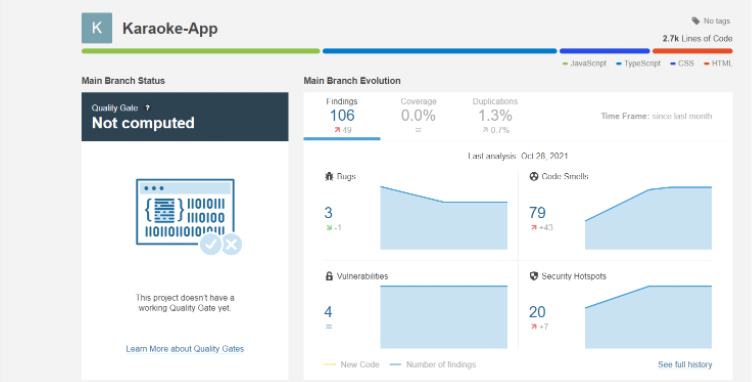 K Karaoke-App
No tags
2.7k Lines of Code
JavaScript TypeScript CSS HTML
Main Branch Status
Quality Gate ?
Not computed
This project doesn't have a
working Quality Gate yet.
Learn More about Quality Gates
Main Branch Evolution
Findings Coverage Duplications
106 0.0% 1.3%
49 = 0.7%
Time Frame: since last month
Last analysis Oct 26, 2021
Bugs
3
-1
Code Smells
79
+43
Vulnerabilities
4
=
Security Hotspots
20
+7
New Code Number of findings
See full history